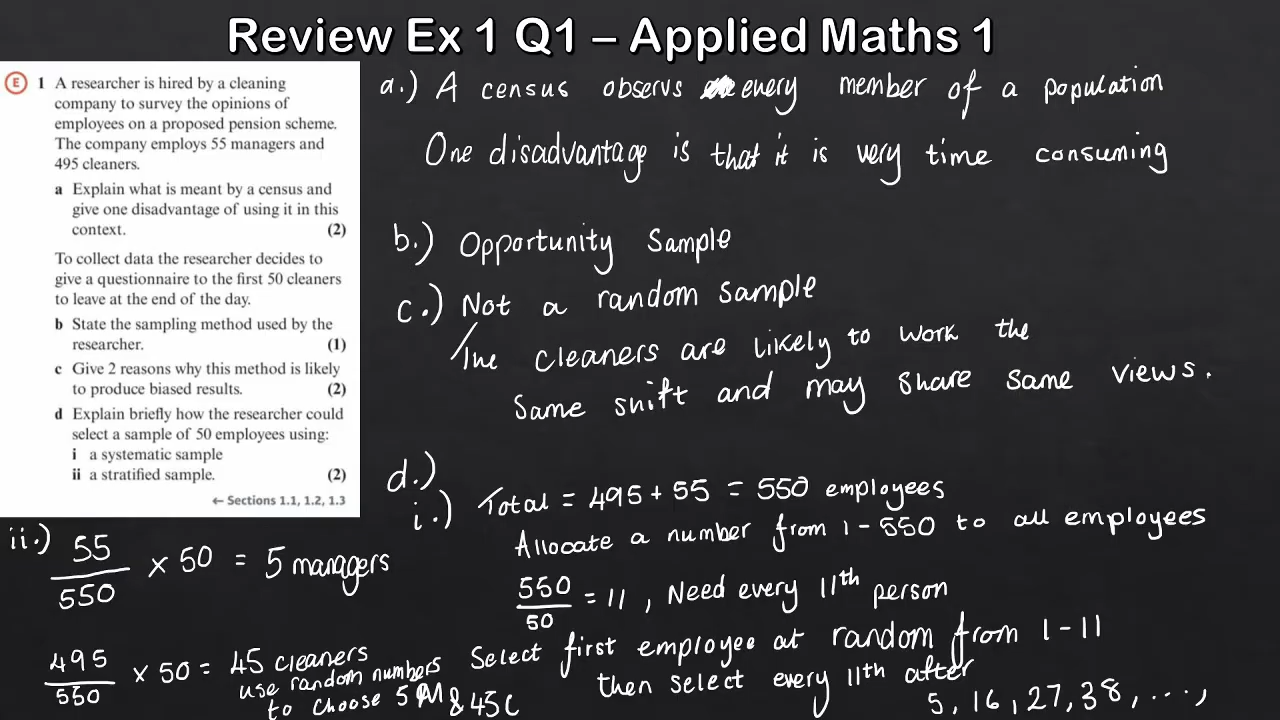 Review Ex 1 Q1 – Applied Maths 1
E 1 A researcher is hired by a cleaning
company to survey the opinions of
employees on a proposed pension scheme.
The company employs 55 managers and
495 cleaners.
a Explain what is meant by a census and
give one disadvantage of using it in this
context. (2)
To collect data the researcher decides to
give a questionnaire to the first 50 cleaners
to leave at the end of the day.
b State the sampling method used by the
researcher. (1)
c Give 2 reasons why this method is likely
to produce biased results. (2)
d Explain briefly how the researcher could
select a sample of 50 employees using:
i a systematic sample
ii a stratified sample. (2)
← Sections 1.1, 1.2, 1.3
a.) A census observs every member of a population
One disadvantage is that it is very time consuming
b.) Opportunity Sample
c.) Not a random sample
The cleaners are likely to work the
same shift and may share same views.
d.)
i.) Total = 495 + 55 = 550 employees
Allocate a number from 1 - 550 to all employees
550/50 = 11 , Need every 11th person
Select first employee at random from 1 - 11
then select every 11th after
5, 16, 27, 38, ...,
ii.) 55/550 × 50 = 5 managers
495/550 × 50 = 45 cleaners
use random numbers
to choose 5 M & 45 C